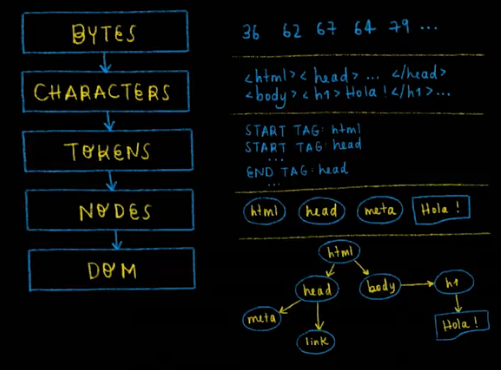 BYTES
36 62 67 64 79 ...
CHARACTERS
<html><head> ... </head>
<body><h1>Hola!</h1>...
TOKENS
START TAG: html
START TAG: head
...
END TAG: head
...
NODES
html head meta Hola!
DOM
html
head body h1
meta link Hola!